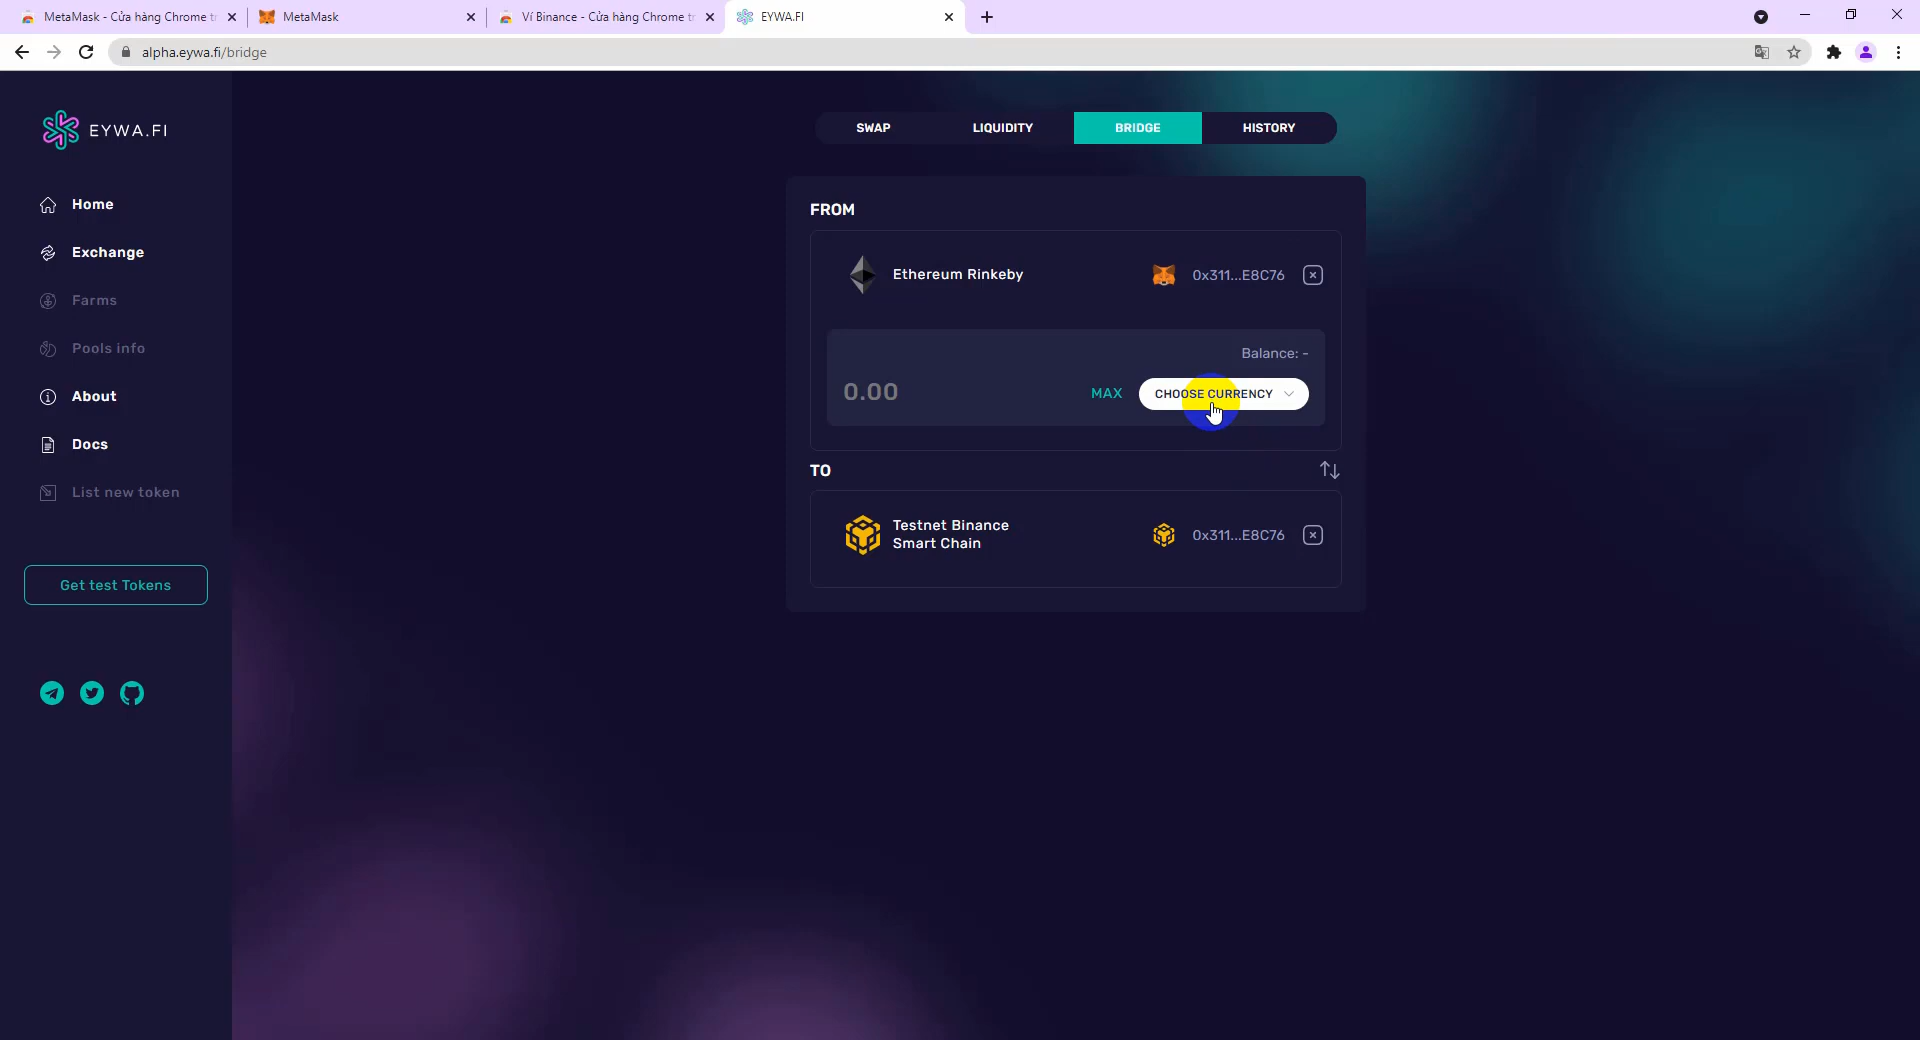 MetaMask - Cửa hàng Chrome tr
MetaMask
Ví Binance - Cửa hàng Chrome tr
EYWA.FI
alpha.eywa.fi/bridge
EYWA.FI
Home
Exchange
Farms
Pools info
About
Docs
List new token
Get test Tokens
SWAP
LIQUIDITY
BRIDGE
HISTORY
FROM
Ethereum Rinkeby
0x311...E8C76
Balance: -
0.00
MAX
CHOOSE CURRENCY
TO
Testnet Binance
Smart Chain
0x311...E8C76